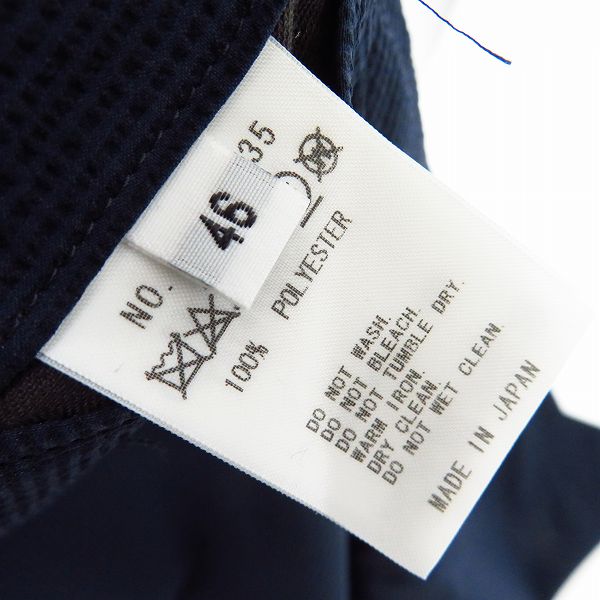 NO. 35
46
100% POLYESTER
DO NOT WASH.
DO NOT BLEACH.
DO NOT TUMBLE DRY.
WARM IRON.
DRY CLEAN.
DO NOT WET CLEAN.
MADE IN JAPAN